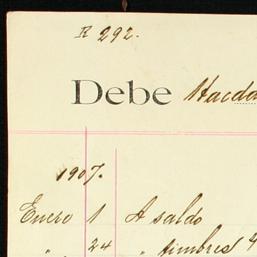 R 292.
Debe Hacda
1907.
Enero 1 A saldo
" 24 " timbres